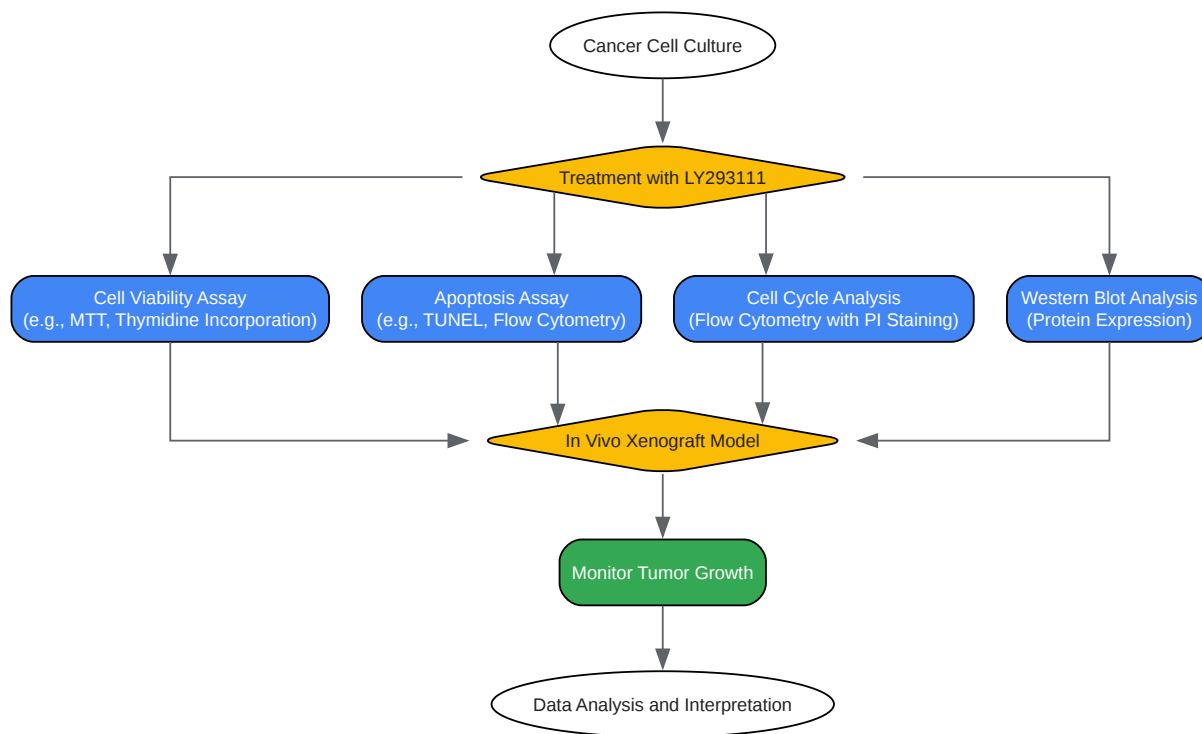 Cancer Cell Culture
Treatment with LY293111
Cell Viability Assay
(e.g., MTT, Thymidine Incorporation)
Apoptosis Assay
(e.g., TUNEL, Flow Cytometry)
Cell Cycle Analysis
(Flow Cytometry with PI Staining)
Western Blot Analysis
(Protein Expression)
In Vivo Xenograft Model
Monitor Tumor Growth
Data Analysis and Interpretation